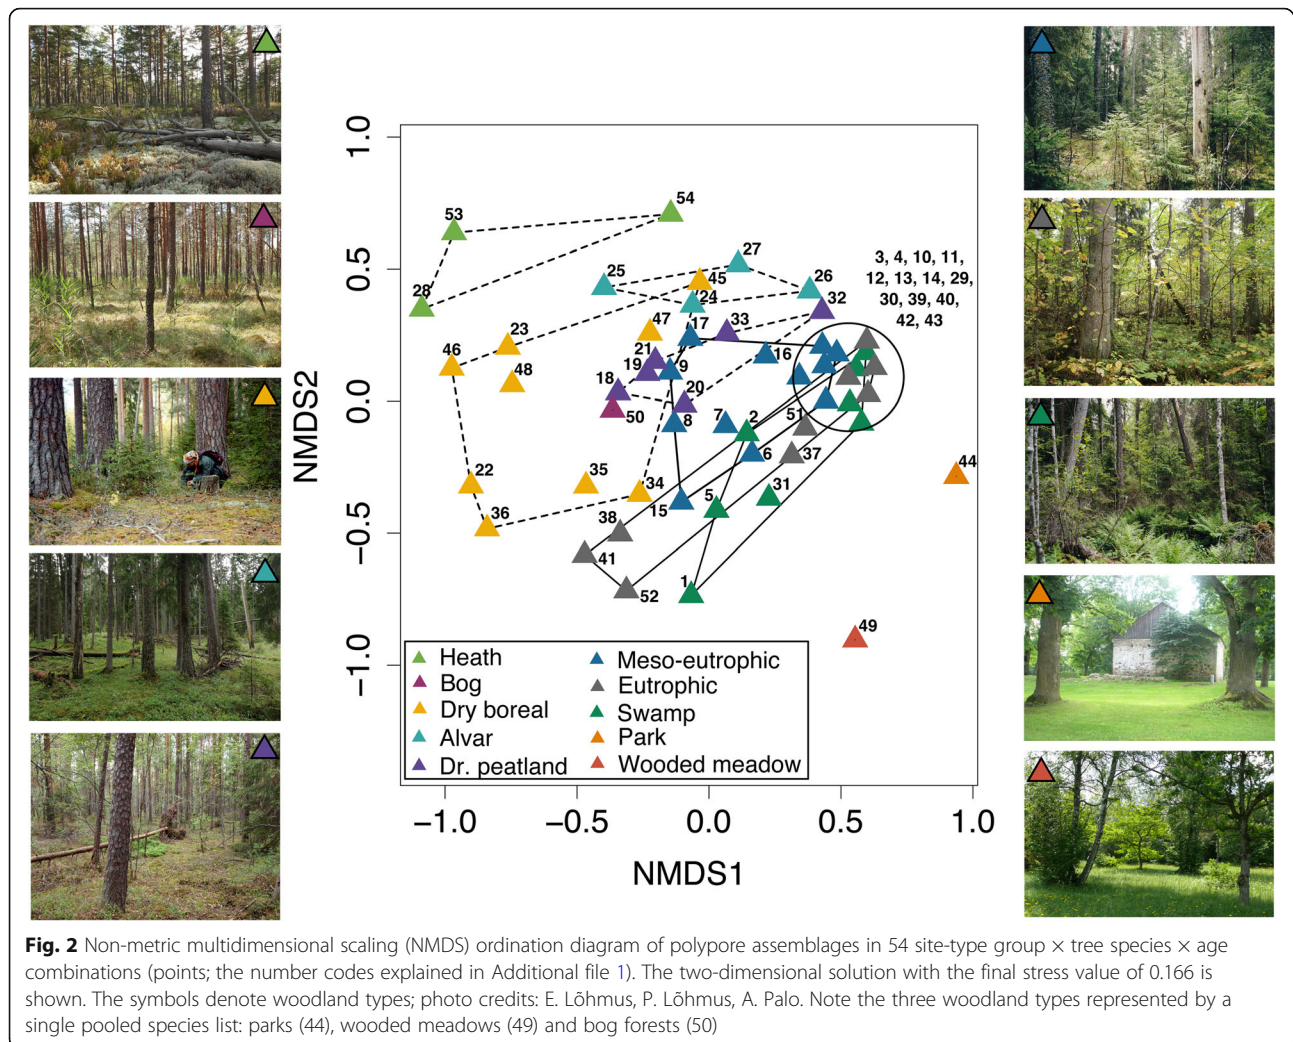 1.0
0.5
0.0
−0.5
−1.0
NMDS2
54
53
28
27
25
26
45
24
32
3, 4, 10, 11,
12, 13, 14, 29,
30, 39, 40,
42, 43
47
17
33
23
46
48
21
19
9
16
18
20
50
8
7
2
51
6
37
44
22
35
34
15
5
31
36
38
41
52
1
49
Heath
Bog
Dry boreal
Alvar
Dr. peatland
Meso-eutrophic
Eutrophic
Swamp
Park
Wooded meadow
−1.0 −0.5 0.0 0.5 1.0
NMDS1
Fig. 2 Non-metric multidimensional scaling (NMDS) ordination diagram of polypore assemblages in 54 site-type group × tree species × age
combinations (points; the number codes explained in Additional file 1). The two-dimensional solution with the final stress value of 0.166 is
shown. The symbols denote woodland types; photo credits: E. Lõhmus, P. Lõhmus, A. Palo. Note the three woodland types represented by a
single pooled species list: parks (44), wooded meadows (49) and bog forests (50)